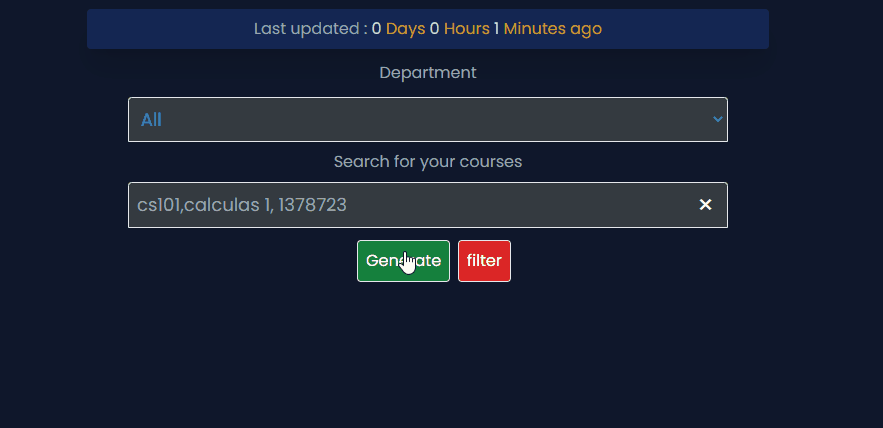 Last updated : 0 Days 0 Hours 1 Minutes ago
Department
All
Search for your courses
cs101,calculas 1, 1378723 ×
Generate filter